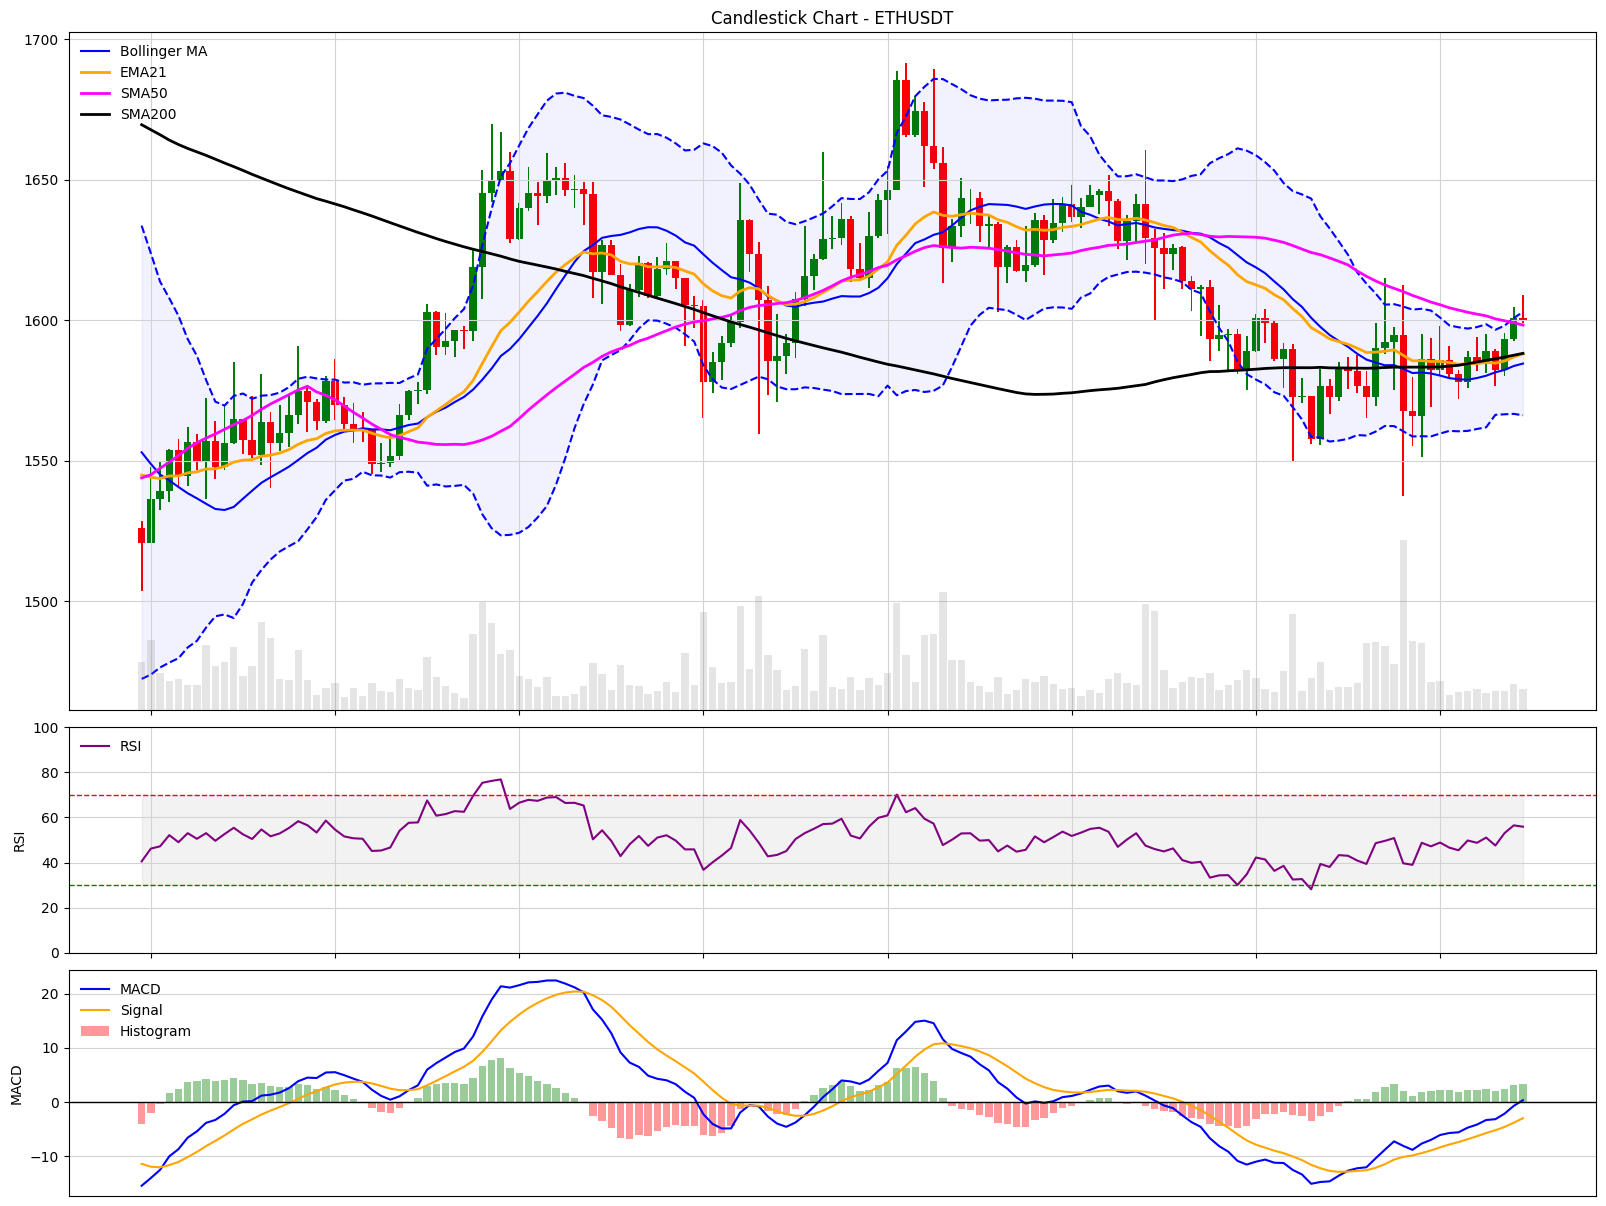 Candlestick Chart - ETHUSDT
1700
1650
1600
1550
1500
Bollinger MA
EMA21
SMA50
SMA200
100
80
60
40
20
0
RSI
RSI
20
10
0
−10
MACD
MACD
Signal
Histogram